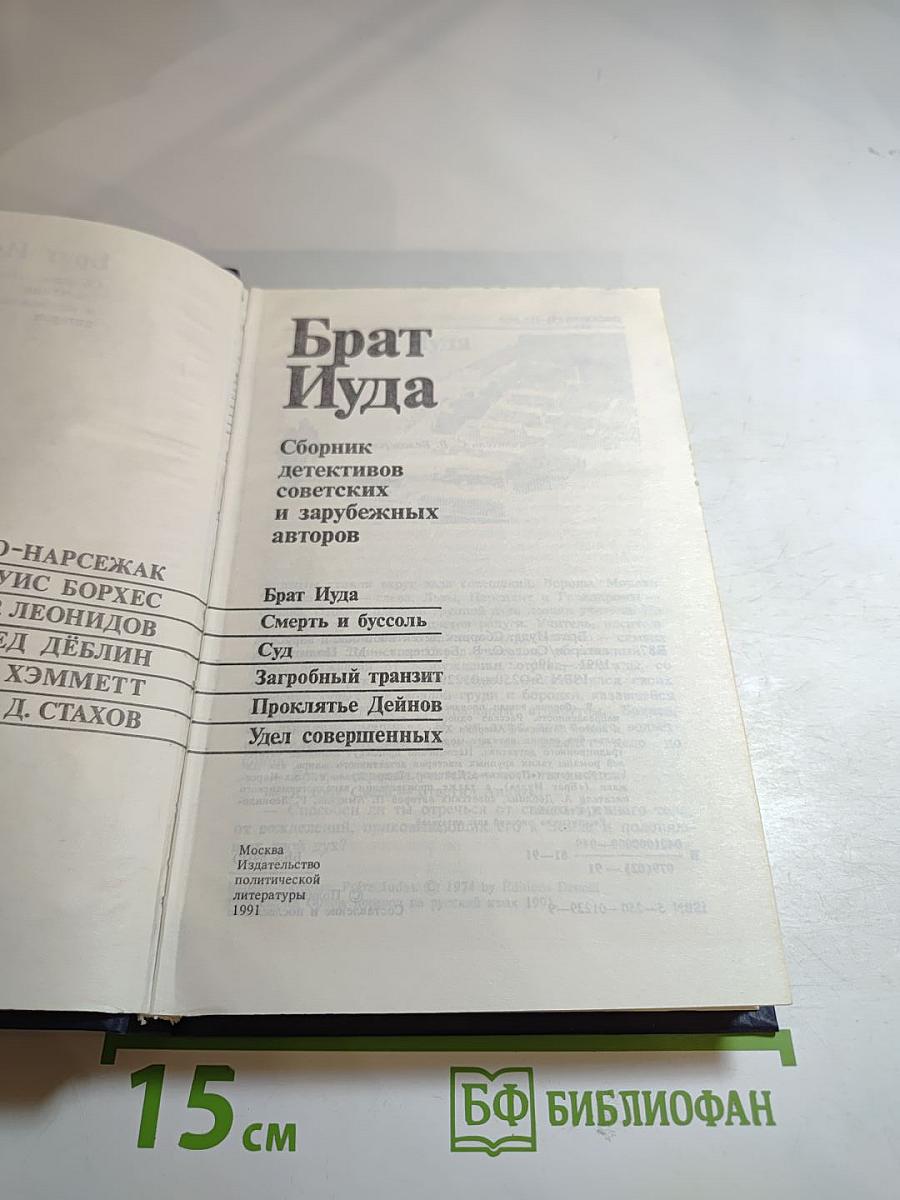 О-НАРСЕЖАК
УИС БОРХЕС
ЛЕОНИДОВ
ЕД ДЁБЛИН
ХЭММЕТТ
Д. СТАХОВ
Брат
Иуда
Сборник
детективов
советских
и зарубежных
авторов
Брат Иуда
Смерть и буссоль
Суд
Загробный транзит
Проклятье Дейнов
Удел совершенных
Москва
Издательство
политической
литературы
1991
15 см
БФ БИБЛИОФАН